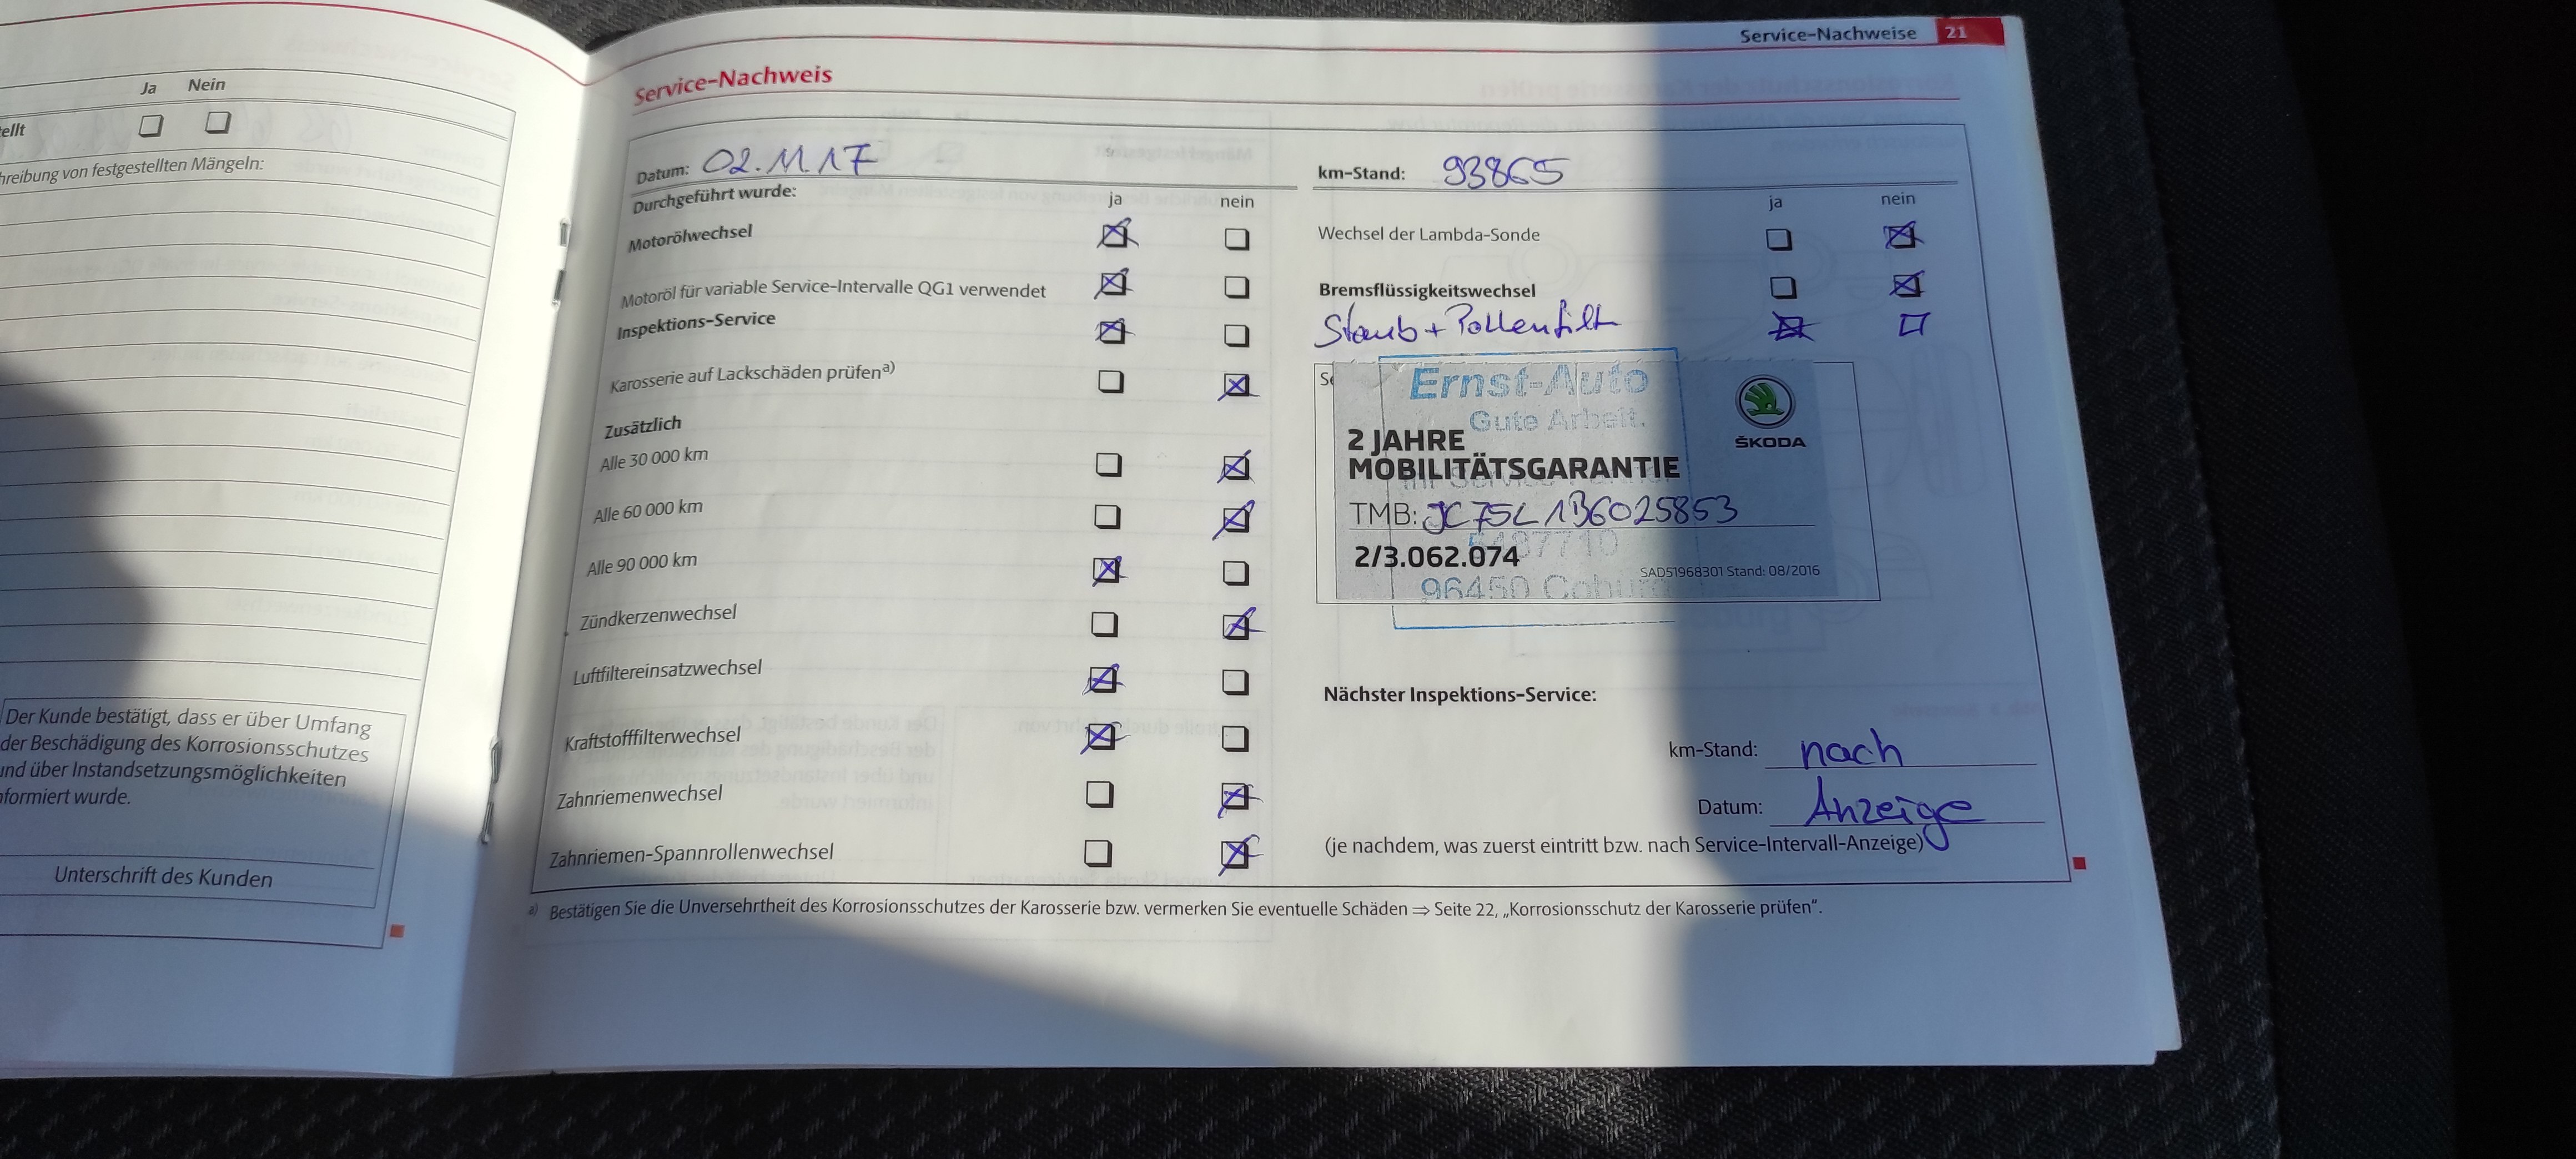 Ja Nein
ellt
hreibung von festgestellten Mängeln:
Der Kunde bestätigt, dass er über Umfang
der Beschädigung des Korrosionsschutzes
und über Instandsetzungsmöglichkeiten
nformiert wurde.
Unterschrift des Kunden
Service-Nachweise 21
Service-Nachweis
Datum: 02.11.17
Durchgeführt wurde: ja nein
Motorölwechsel
Motoröl für variable Service-Intervalle QG1 verwendet
Inspektions-Service
Karosserie auf Lackschäden prüfen a)
Zusätzlich
Alle 30 000 km
Alle 60 000 km
Alle 90 000 km
Zündkerzenwechsel
Luftfiltereinsatzwechsel
Kraftstofffilterwechsel
Zahnriemenwechsel
Zahnriemen-Spannrollenwechsel
km-Stand: 93865
ja nein
Wechsel der Lambda-Sonde
Bremsflüssigkeitswechsel
Staub + Pollenfilt
Ernst-Auto
Gute Arbeit.
2 JAHRE
MOBILITÄTSGARANTIE
ŠKODA
TMB: JC75L1B6025853
2/3.062.074
SAD51968301 Stand: 08/2016
96450 Coburg
Nächster Inspektions-Service:
km-Stand: nach
Datum: Anzeige
(je nachdem, was zuerst eintritt bzw. nach Service-Intervall-Anzeige)
a) Bestätigen Sie die Unversehrtheit des Korrosionsschutzes der Karosserie bzw. vermerken Sie eventuelle Schäden ⇒ Seite 22, „Korrosionsschutz der Karosserie prüfen“.